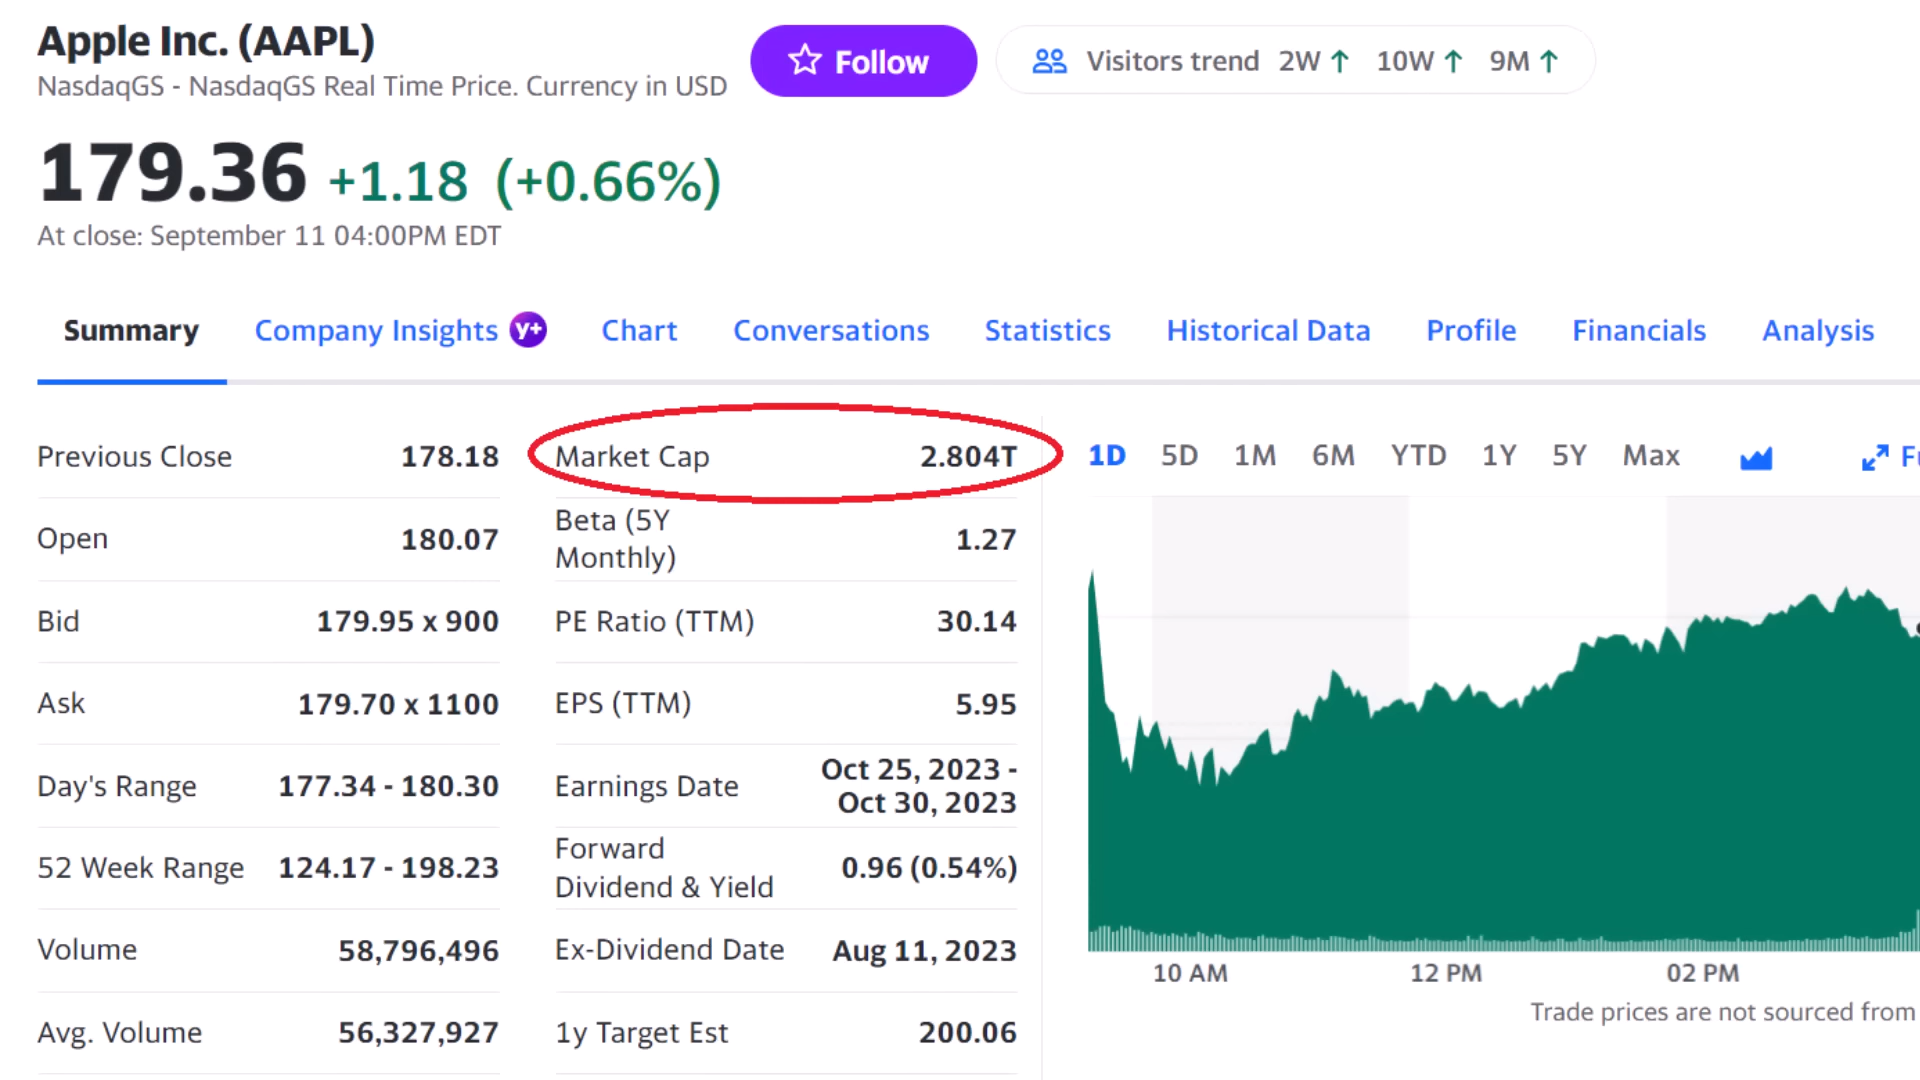 Apple Inc. (AAPL)
NasdaqGS - NasdaqGS Real Time Price. Currency in USD
Follow
Visitors trend 2W ↑ 10W ↑ 9M ↑
179.36 +1.18 (+0.66%)
At close: September 11 04:00PM EDT
Summary Company Insights y+ Chart Conversations Statistics Historical Data Profile Financials Analysis
Previous Close 178.18
Open 180.07
Bid 179.95 x 900
Ask 179.70 x 1100
Day's Range 177.34 - 180.30
52 Week Range 124.17 - 198.23
Volume 58,796,496
Avg. Volume 56,327,927
Market Cap 2.804T
Beta (5Y
Monthly) 1.27
PE Ratio (TTM) 30.14
EPS (TTM) 5.95
Earnings Date Oct 25, 2023 -
Oct 30, 2023
Forward
Dividend & Yield 0.96 (0.54%)
Ex-Dividend Date Aug 11, 2023
1y Target Est 200.06
1D 5D 1M 6M YTD 1Y 5Y Max
10 AM 12 PM 02 PM
Trade prices are not sourced from